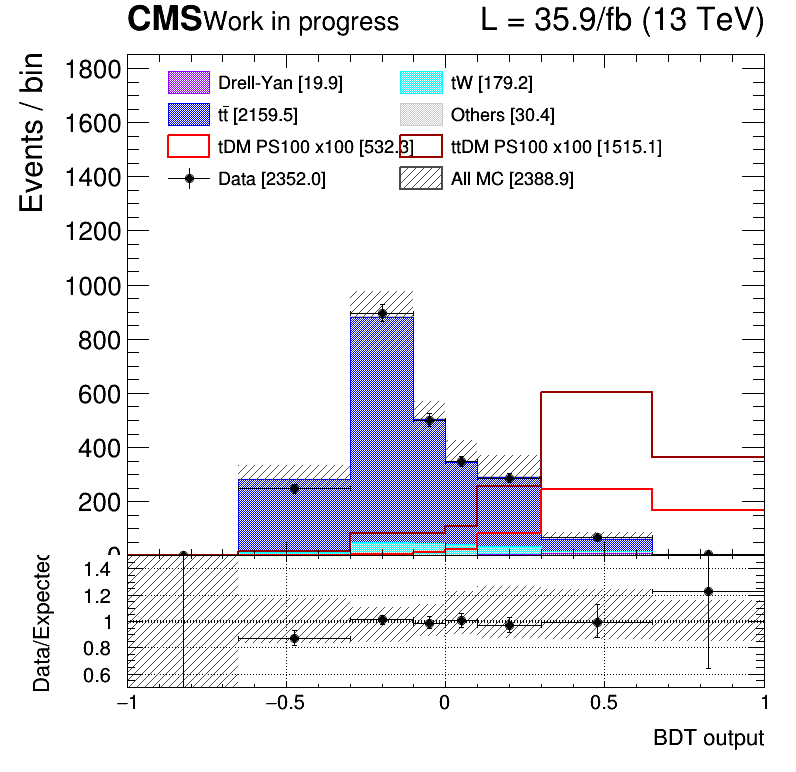 CMS Work in progress L = 35.9/fb (13 TeV)
Events / bin
1800
1600
1400
1200
1000
800
600
400
200
0
Drell-Yan [19.9] tW [179.2]
tt̄ [2159.5] Others [30.4]
tDM PS100 x100 [532.3] ttDM PS100 x100 [1515.1]
Data [2352.0] All MC [2388.9]
Data/Expected
1.4
1.2
1
0.8
0.6
−1 −0.5 0 0.5 1
BDT output